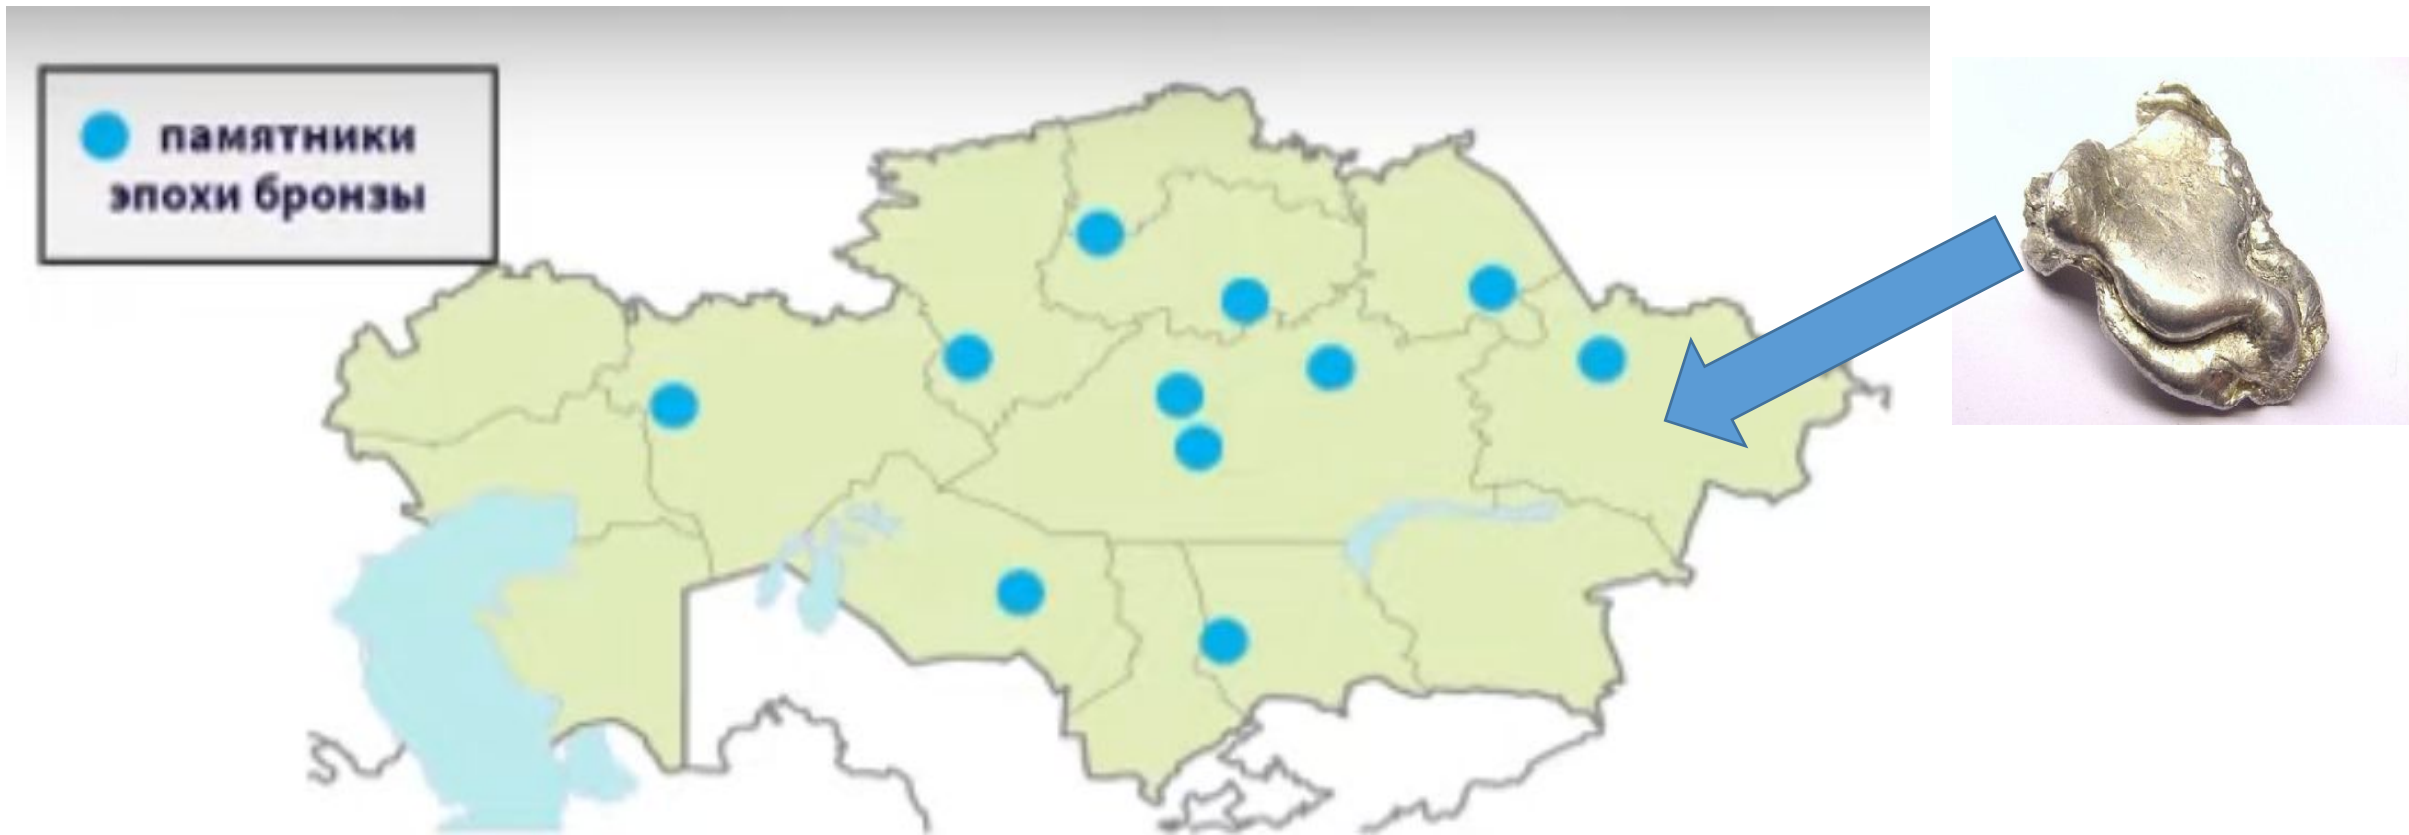 памятники
эпохи бронзы